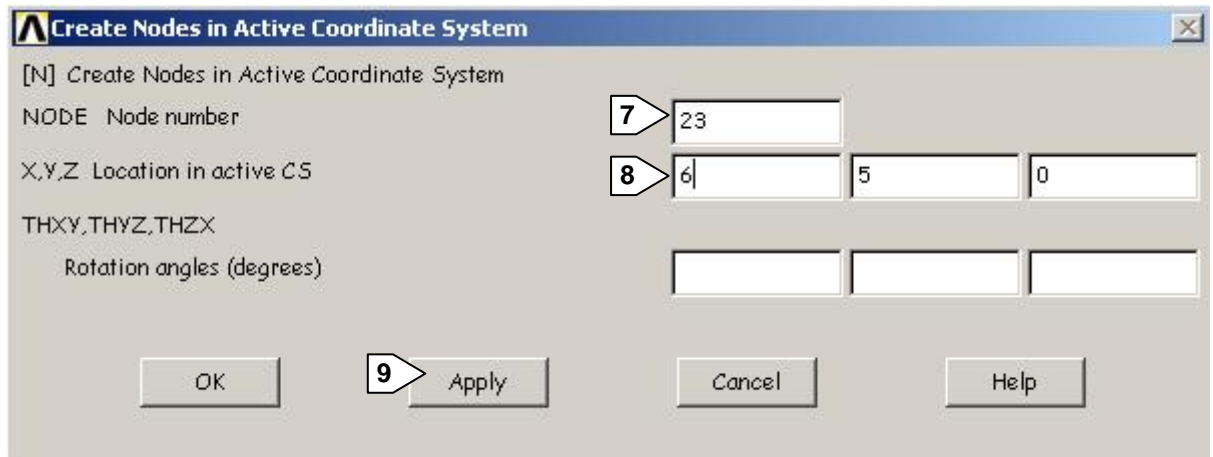 Create Nodes in Active Coordinate System
[N] Create Nodes in Active Coordinate System
NODE Node number 7 23
X,Y,Z Location in active CS 8 6 5 0
THXY,THYZ,THZX
Rotation angles (degrees)
OK 9 Apply Cancel Help